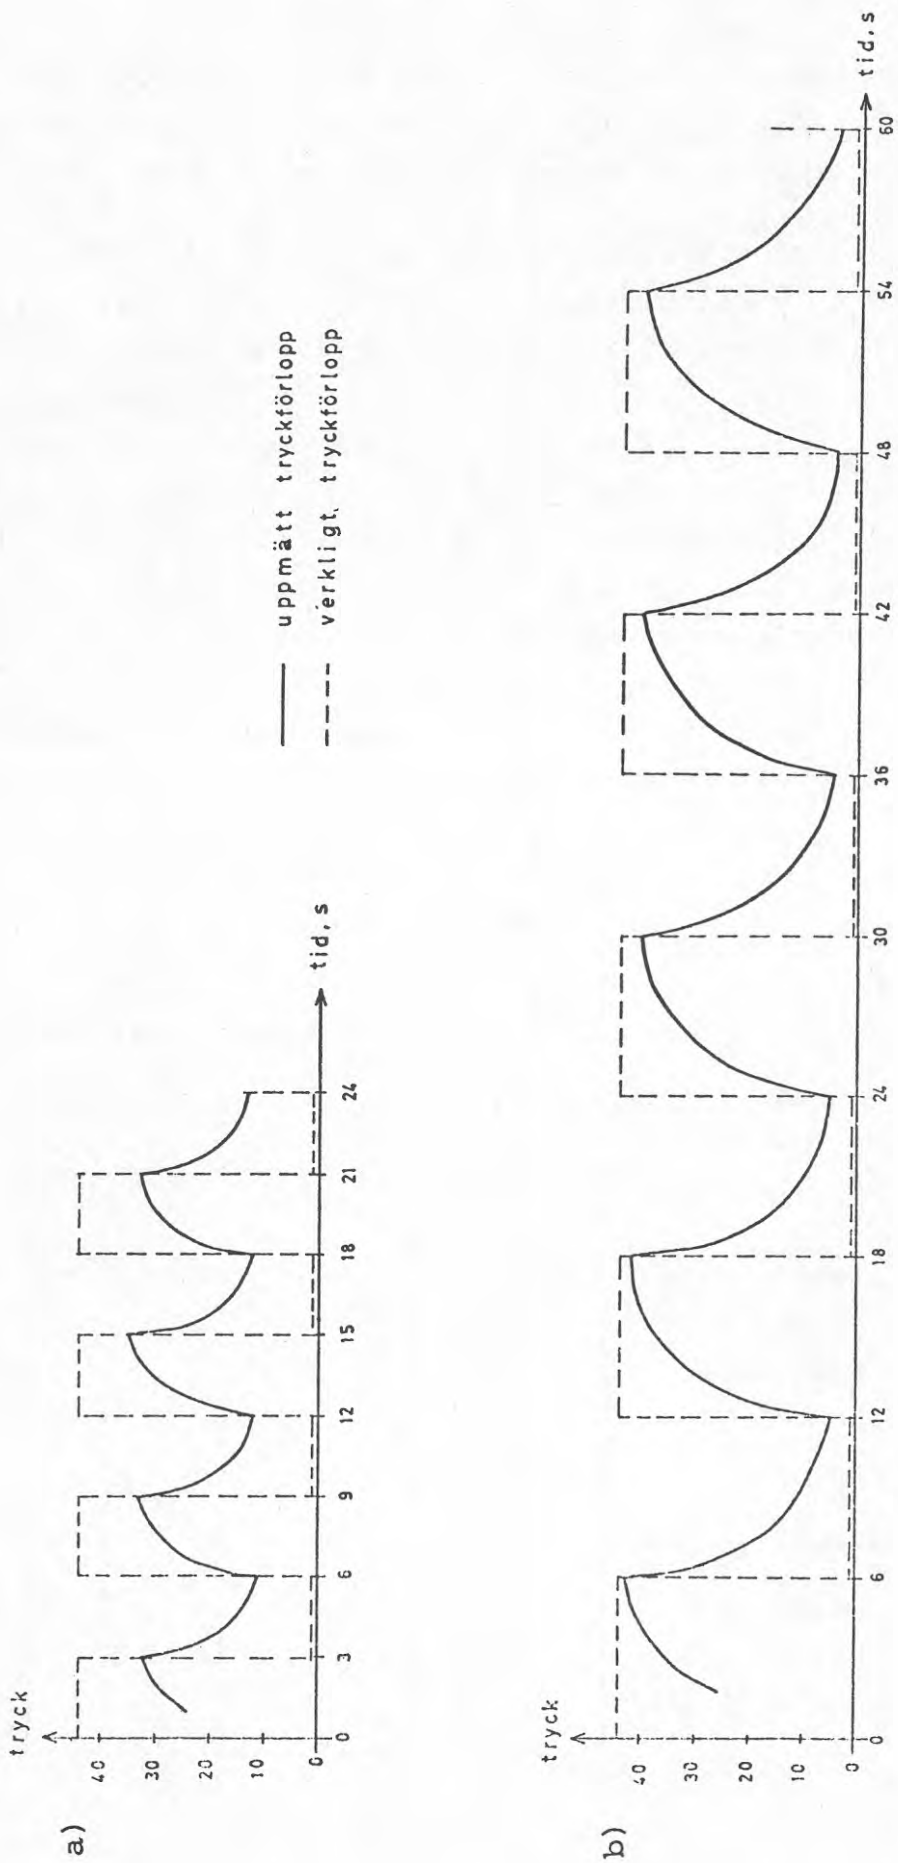 a)
tryck
40
30
20
10
0
0 3 6 9 12 15 18 21 24
tid, s
uppmätt tryckförlopp
verkligt tryckförlopp
b)
tryck
40
30
20
10
0
0 6 12 18 24 30 36 42 48 54 60
tid, s